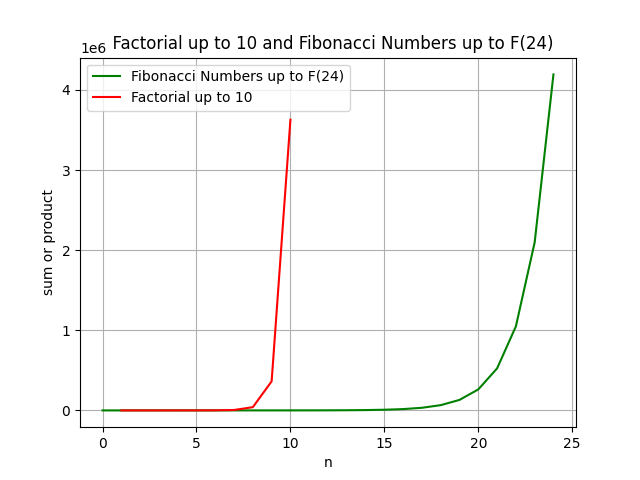 Factorial up to 10 and Fibonacci Numbers up to F(24)
1e6
Fibonacci Numbers up to F(24)
Factorial up to 10
4
3
2
1
0
sum or product
0 5 10 15 20 25
n